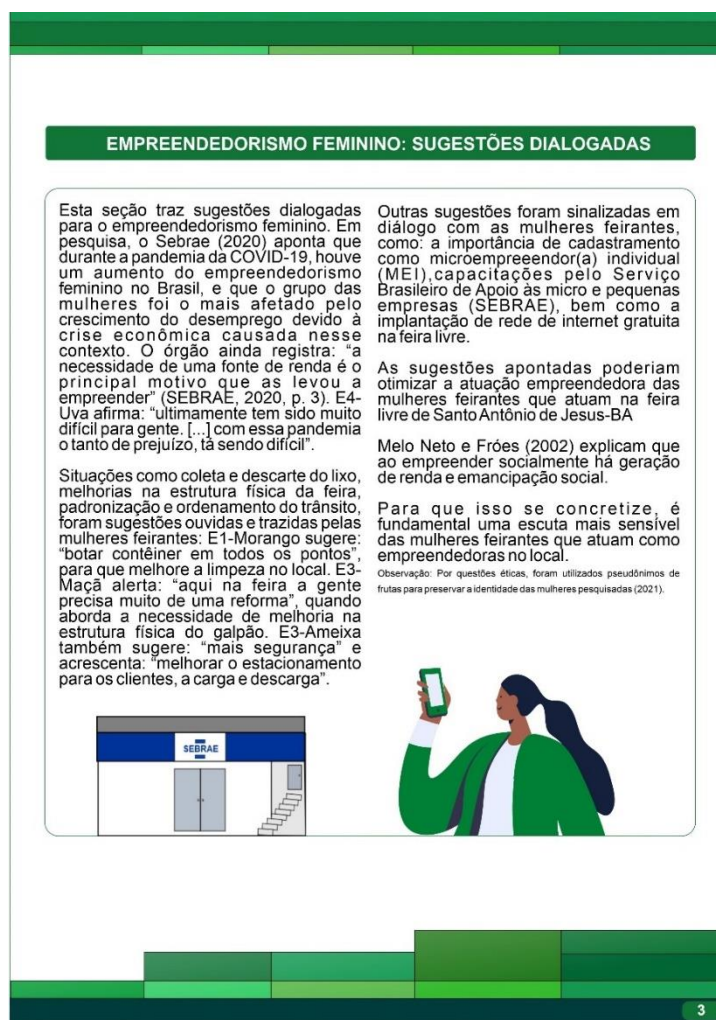 EMPREENDEDORISMO FEMININO: SUGESTÕES DIALOGADAS
Esta seção traz sugestões dialogadas
para o empreendedorismo feminino. Em
pesquisa, o Sebrae (2020) aponta que
durante a pandemia da COVID-19, houve
um aumento do empreendedorismo
feminino no Brasil, e que o grupo das
mulheres foi o mais afetado pelo
crescimento do desemprego devido à
crise econômica causada nesse
contexto. O órgão ainda registra: “a
necessidade de uma fonte de renda é o
principal motivo que as levou a
empreender” (SEBRAE, 2020, p. 3). E4-
Uva afirma: “ultimamente tem sido muito
difícil para gente. [...] com essa pandemia
o tanto de prejuízo, tá sendo difícil”.
Situações como coleta e descarte do lixo,
melhorias na estrutura física da feira,
padronização e ordenamento do trânsito,
foram sugestões ouvidas e trazidas pelas
mulheres feirantes: E1-Morango sugere:
“botar contêiner em todos os pontos”,
para que melhore a limpeza no local. E3-
Maçã alerta: “aqui na feira a gente
precisa muito de uma reforma”, quando
aborda a necessidade de melhoria na
estrutura física do galpão. E3-Ameixa
também sugere: “mais segurança” e
acrescenta: “melhorar o estacionamento
para os clientes, a carga e descarga”.
SEBRAE
Outras sugestões foram sinalizadas em
diálogo com as mulheres feirantes,
como: a importância de cadastramento
como microempreeendor(a) individual
(MEI),capacitações pelo Serviço
Brasileiro de Apoio às micro e pequenas
empresas (SEBRAE), bem como a
implantação de rede de internet gratuita
na feira livre.
As sugestões apontadas poderiam
otimizar a atuação empreendedora das
mulheres feirantes que atuam na feira
livre de Santo Antônio de Jesus-BA
Melo Neto e Fróes (2002) explicam que
ao empreender socialmente há geração
de renda e emancipação social.
Para que isso se concretize, é
fundamental uma escuta mais sensível
das mulheres feirantes que atuam como
empreendedoras no local.
Observação: Por questões éticas, foram utilizados pseudônimos de
frutas para preservar a identidade das mulheres pesquisadas (2021).
3